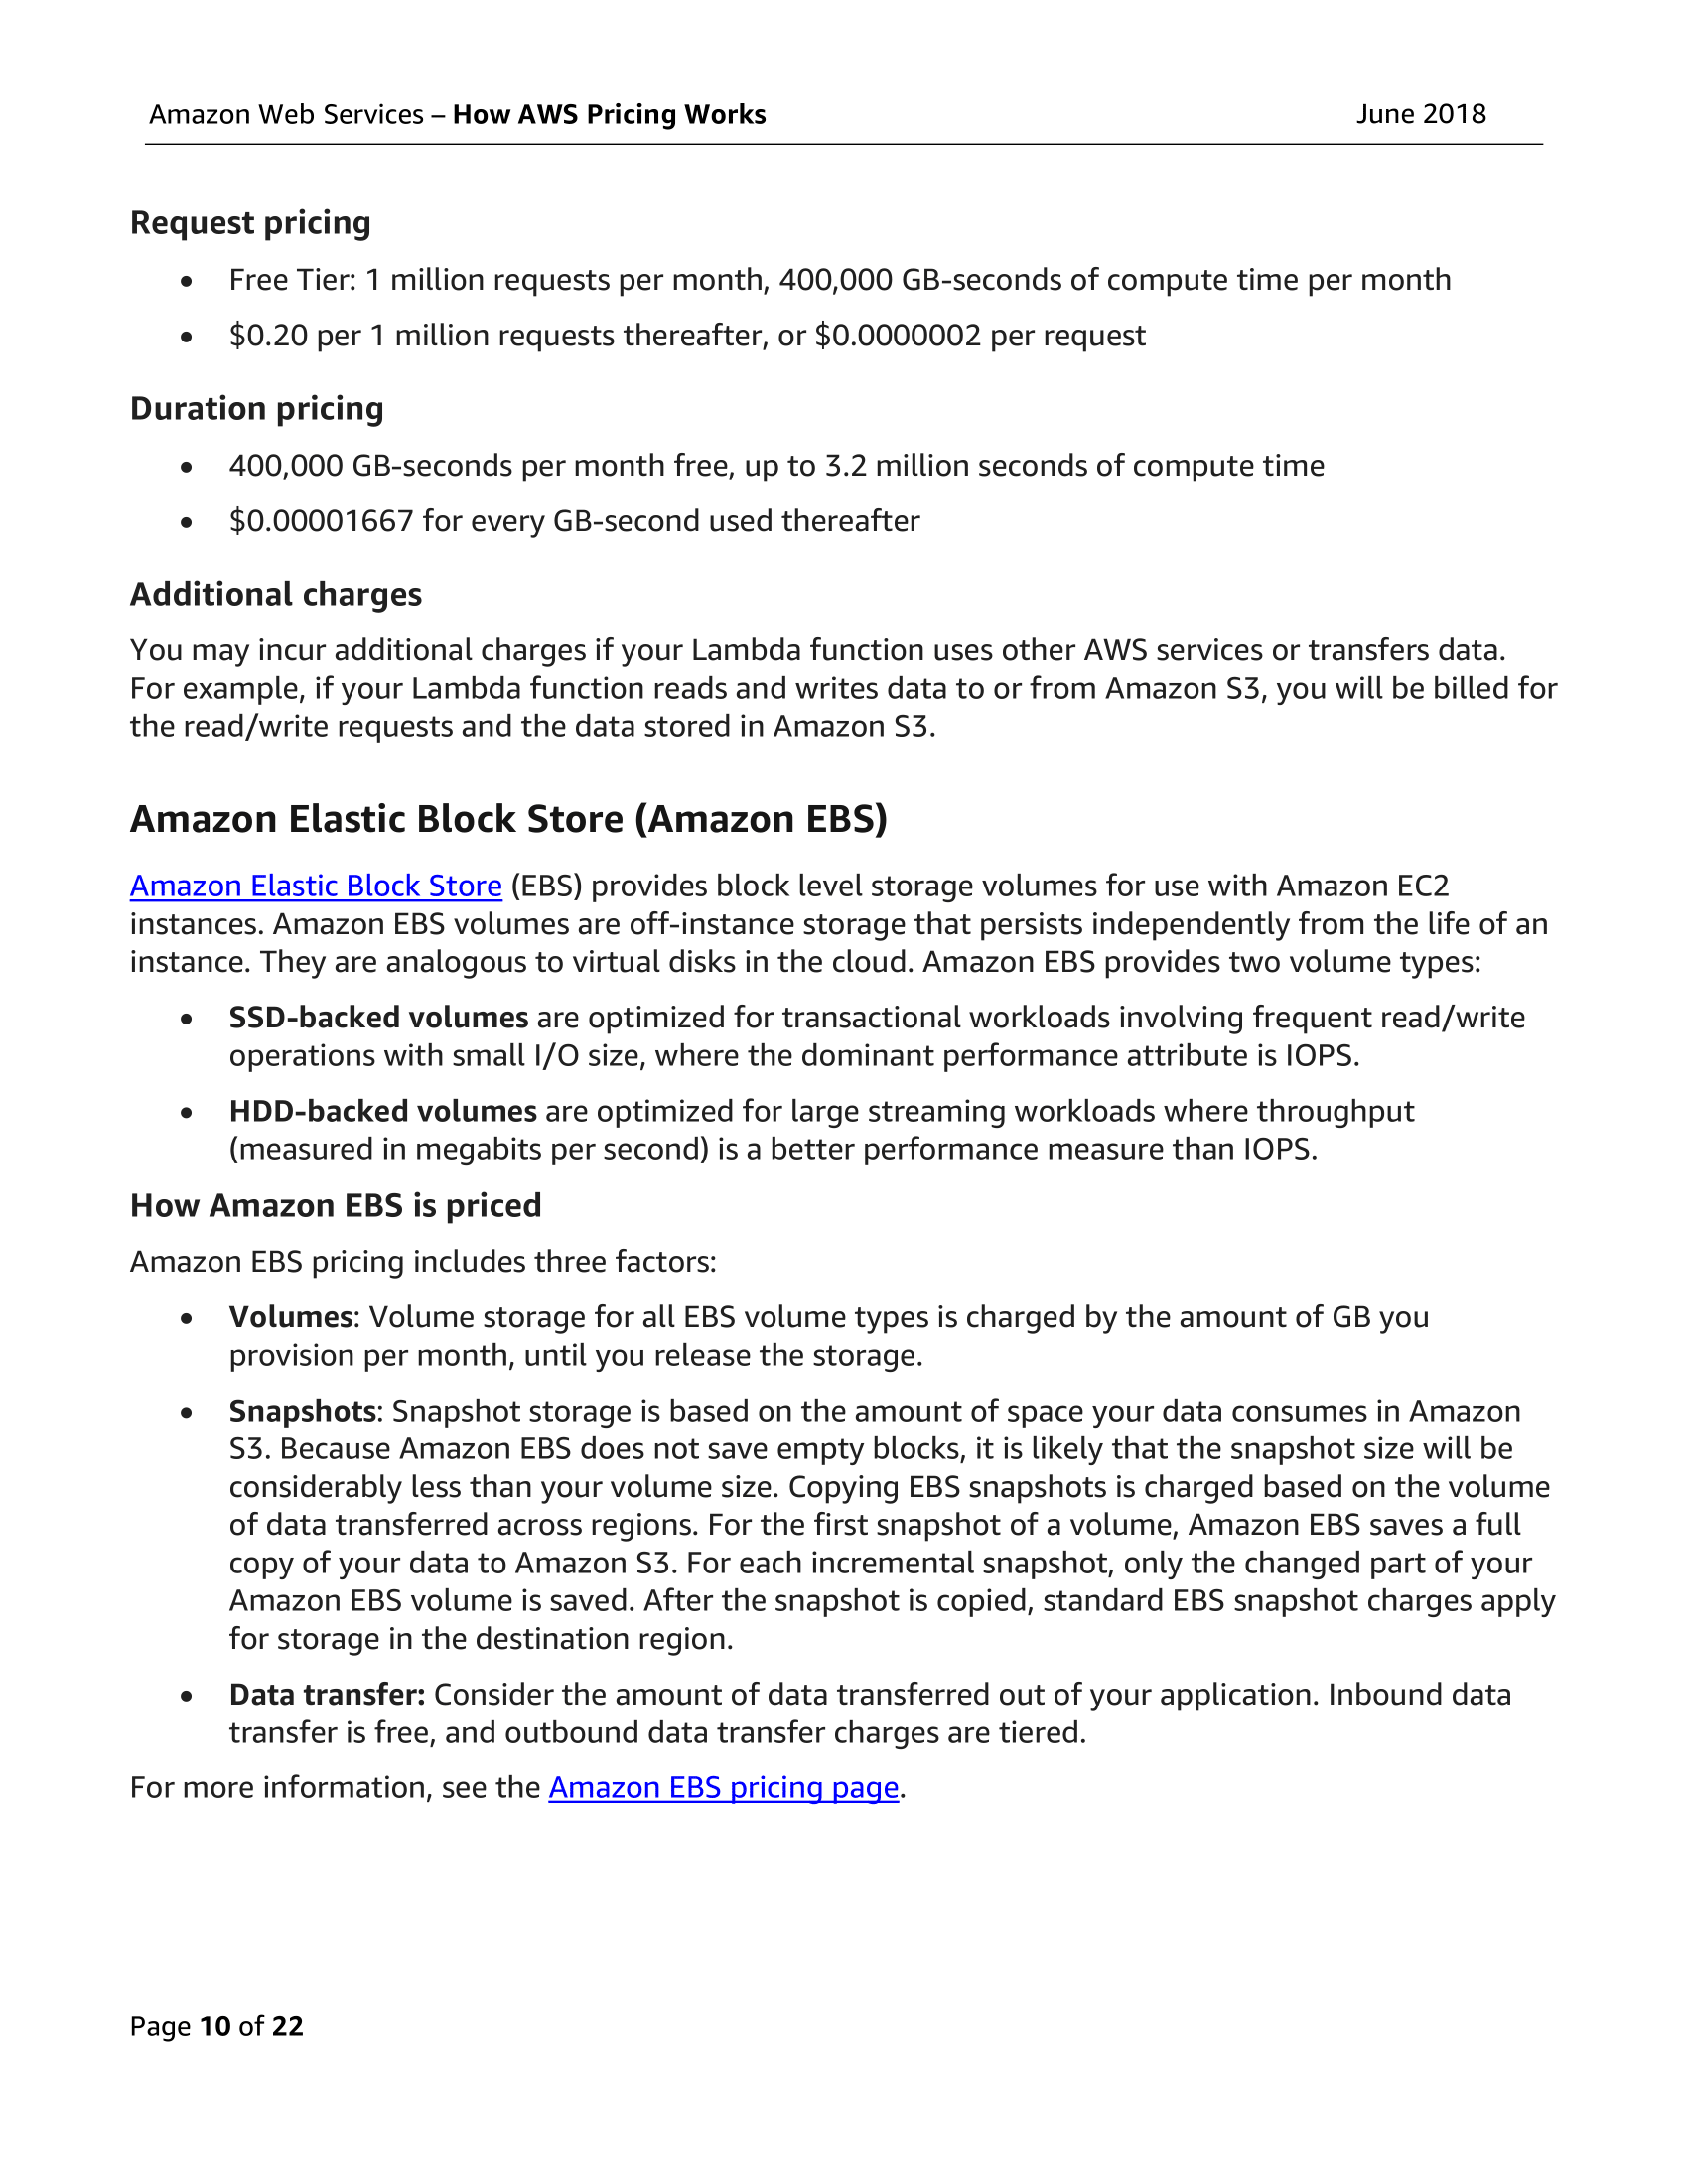 Amazon Web Services – How AWS Pricing Works June 2018
Request pricing
• Free Tier: 1 million requests per month, 400,000 GB-seconds of compute time per month
• $0.20 per 1 million requests thereafter, or $0.0000002 per request
Duration pricing
• 400,000 GB-seconds per month free, up to 3.2 million seconds of compute time
• $0.00001667 for every GB-second used thereafter
Additional charges
You may incur additional charges if your Lambda function uses other AWS services or transfers data.
For example, if your Lambda function reads and writes data to or from Amazon S3, you will be billed for
the read/write requests and the data stored in Amazon S3.
Amazon Elastic Block Store (Amazon EBS)
Amazon Elastic Block Store (EBS) provides block level storage volumes for use with Amazon EC2
instances. Amazon EBS volumes are off-instance storage that persists independently from the life of an
instance. They are analogous to virtual disks in the cloud. Amazon EBS provides two volume types:
• SSD-backed volumes are optimized for transactional workloads involving frequent read/write
operations with small I/O size, where the dominant performance attribute is IOPS.
• HDD-backed volumes are optimized for large streaming workloads where throughput
(measured in megabits per second) is a better performance measure than IOPS.
How Amazon EBS is priced
Amazon EBS pricing includes three factors:
• Volumes: Volume storage for all EBS volume types is charged by the amount of GB you
provision per month, until you release the storage.
• Snapshots: Snapshot storage is based on the amount of space your data consumes in Amazon
S3. Because Amazon EBS does not save empty blocks, it is likely that the snapshot size will be
considerably less than your volume size. Copying EBS snapshots is charged based on the volume
of data transferred across regions. For the first snapshot of a volume, Amazon EBS saves a full
copy of your data to Amazon S3. For each incremental snapshot, only the changed part of your
Amazon EBS volume is saved. After the snapshot is copied, standard EBS snapshot charges apply
for storage in the destination region.
• Data transfer: Consider the amount of data transferred out of your application. Inbound data
transfer is free, and outbound data transfer charges are tiered.
For more information, see the Amazon EBS pricing page.
Page 10 of 22